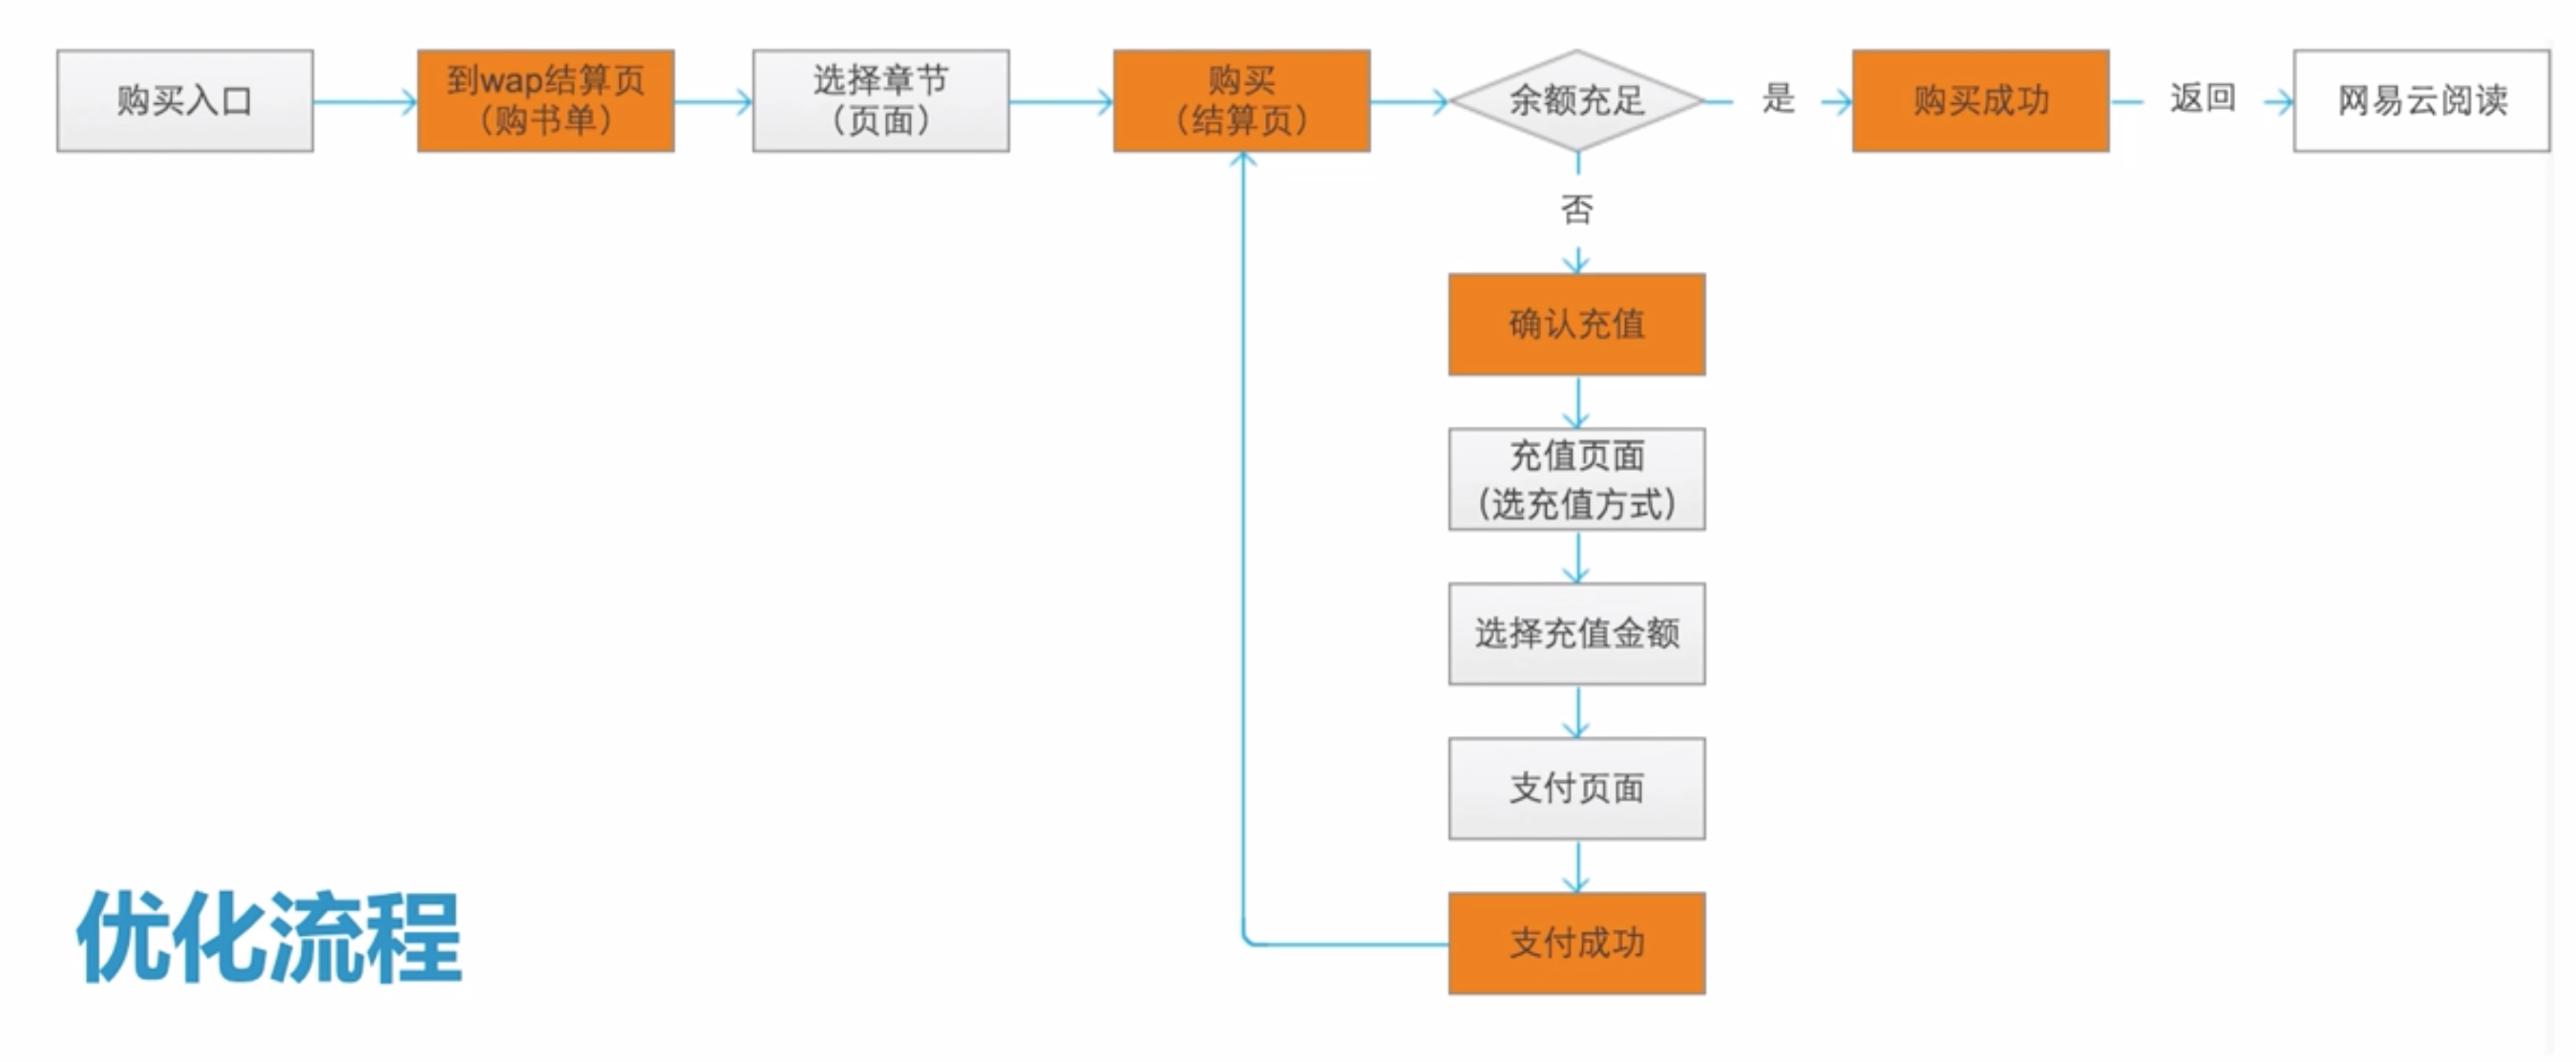 购买入口
到wap结算页
（购书单）
选择章节
（页面）
购买
（结算页）
余额充足
是
购买成功
返回
网易云阅读
否
确认充值
充值页面
(选充值方式)
选择充值金额
支付页面
支付成功
优化流程